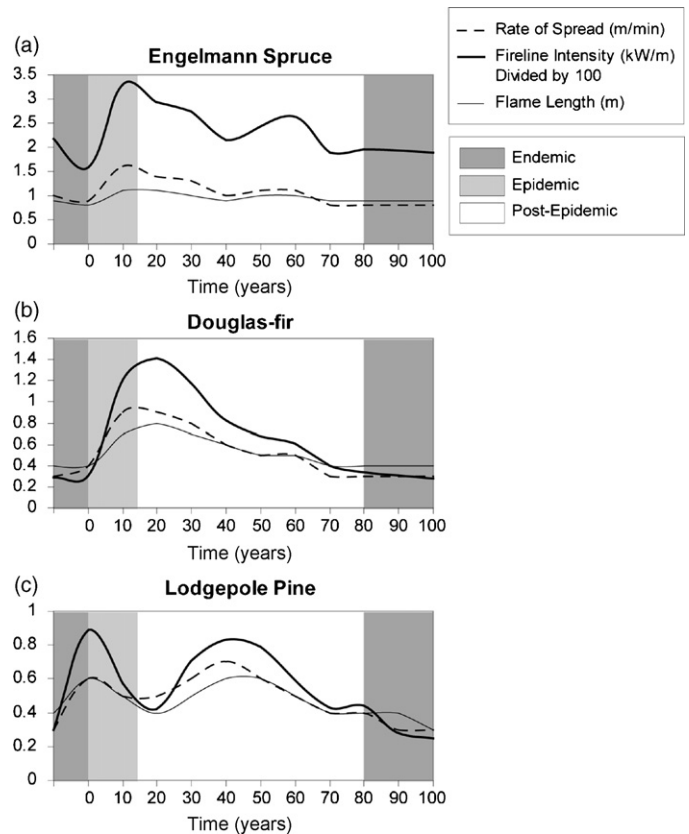 (a)
Engelmann Spruce
3.5
3
2.5
2
1.5
1
0.5
0
0 10 20 30 40 50 60 70 80 90 100
Time (years)
Rate of Spread (m/min)
Fireline Intensity (kW/m)
Divided by 100
Flame Length (m)
Endemic
Epidemic
Post-Epidemic
(b)
Douglas-fir
1.6
1.4
1.2
1
0.8
0.6
0.4
0.2
0
0 10 20 30 40 50 60 70 80 90 100
Time (years)
(c)
Lodgepole Pine
1
0.8
0.6
0.4
0.2
0
0 10 20 30 40 50 60 70 80 90 100
Time (years)